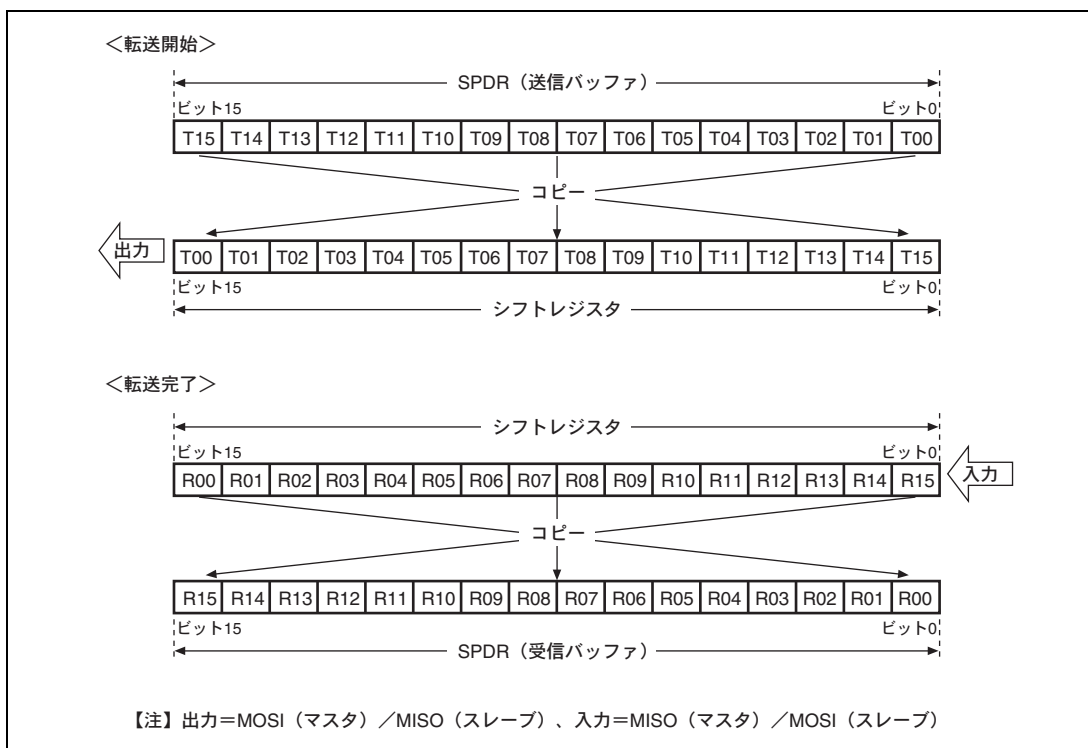 ＜転送開始＞
SPDR（送信バッファ）
ビット15 ビット0
T15 T14 T13 T12 T11 T10 T09 T08 T07 T06 T05 T04 T03 T02 T01 T00
コピー
出力 T00 T01 T02 T03 T04 T05 T06 T07 T08 T09 T10 T11 T12 T13 T14 T15
ビット15 ビット0
シフトレジスタ
＜転送完了＞
シフトレジスタ
ビット15 ビット0
R00 R01 R02 R03 R04 R05 R06 R07 R08 R09 R10 R11 R12 R13 R14 R15 入力
コピー
R15 R14 R13 R12 R11 R10 R09 R08 R07 R06 R05 R04 R03 R02 R01 R00
ビット15 ビット0
SPDR（受信バッファ）
【注】出力＝MOSI（マスタ）／MISO（スレーブ）、入力＝MISO（マスタ）／MOSI（スレーブ）